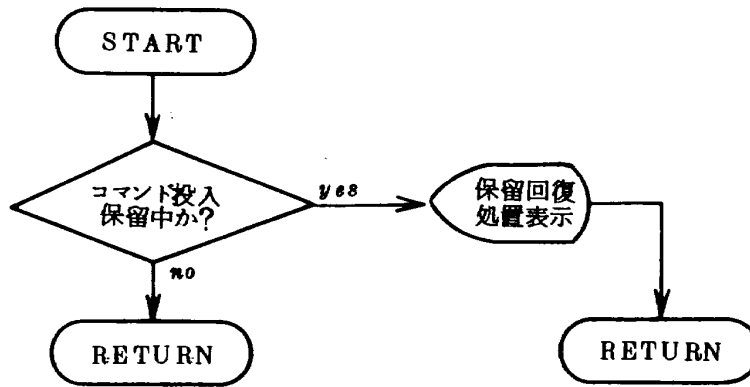 START
コマンド投入
保留中か?
yes
保留回復
処置表示
no
RETURN
RETURN